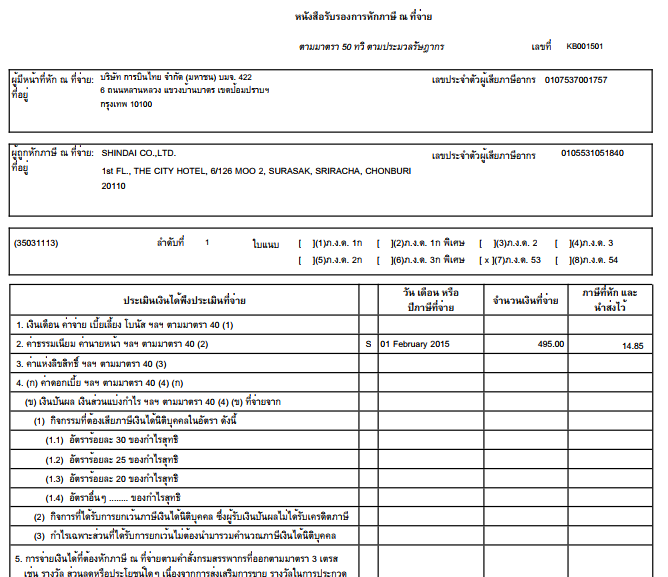 หนังสือรับรองการหักภาษี ณ ที่จ่าย
ตามมาตรา 50 ทวิ ตามประมวลรัษฎากร เลขที่ KB001501
ผู้มีหน้าที่หัก ณ ที่จ่าย: บริษัท การบินไทย จำกัด (มหาชน) บมจ. 422 เลขประจำตัวผู้เสียภาษีอากร 0107537001757
ที่อยู่ 6 ถนนหลานหลวง แขวงบ้านบาตร เขตป้อมปราบฯ
กรุงเทพ 10100
ผู้ถูกหักภาษี ณ ที่จ่าย: SHINDAI CO.,LTD. เลขประจำตัวผู้เสียภาษีอากร 0105531051840
ที่อยู่ 1st FL., THE CITY HOTEL, 6/126 MOO 2, SURASAK, SRIRACHA, CHONBURI
20110
(35031113) ลำดับที่ 1 ใบแนบ [ ](1)ภ.ง.ด. 1ก [ ](2)ภ.ง.ด. 1ก พิเศษ [ ](3)ภ.ง.ด. 2 [ ](4)ภ.ง.ด. 3
[ ](5)ภ.ง.ด. 2ก [ ](6)ภ.ง.ด. 3ก พิเศษ [ x ](7)ภ.ง.ด. 53 [ ](8)ภ.ง.ด. 54
ประเมินเงินได้พึงประเมินที่จ่าย วัน เดือน หรือ ปีภาษีที่จ่าย จำนวนเงินที่จ่าย ภาษีที่หัก และ นำส่งไว้
1. เงินเดือน ค่าจ่าย เบี้ยเลี้ยง โบนัส ฯลฯ ตามมาตรา 40 (1)
2. ค่าธรรมเนียม ค่านายหน้า ฯลฯ ตามมาตรา 40 (2) S 01 February 2015 495.00 14.85
3. ค่าแห่งลิขสิทธิ์ ฯลฯ ตามมาตรา 40 (3)
4. (ก) ค่าดอกเบี้ย ฯลฯ ตามมาตรา 40 (4) (ก)
(ข) เงินปันผล เงินส่วนแบ่งกำไร ฯลฯ ตามมาตรา 40 (4) (ข) ที่จ่ายจาก
(1) กิจกรรมที่ต้องเสียภาษีเงินได้นิติบุคคลในอัตรา ดังนี้
(1.1) อัตราร้อยละ 30 ของกำไรสุทธิ
(1.2) อัตราร้อยละ 25 ของกำไรสุทธิ
(1.3) อัตราร้อยละ 20 ของกำไรสุทธิ
(1.4) อัตราอื่นๆ ........ ของกำไรสุทธิ
(2) กิจการที่ได้รับการยกเว้นภาษีเงินได้นิติบุคคล ซึ่งผู้รับเงินปันผลไม่ได้รับเครดิตภาษี
(3) กำไรเฉพาะส่วนที่ได้รับการยกเว้นไม่ต้องนำมารวมคำนวณภาษีเงินได้นิติบุคคล
5. การจ่ายเงินได้ที่ต้องหักภาษี ณ ที่จ่ายตามคำสั่งกรมสรรพากรที่ออกตามมาตรา 3 เตรส
เช่น รางวัล ส่วนลดหรือประโยชน์ใดๆ เนื่องจากการส่งเสริมการขาย รางวัลในการประกวด